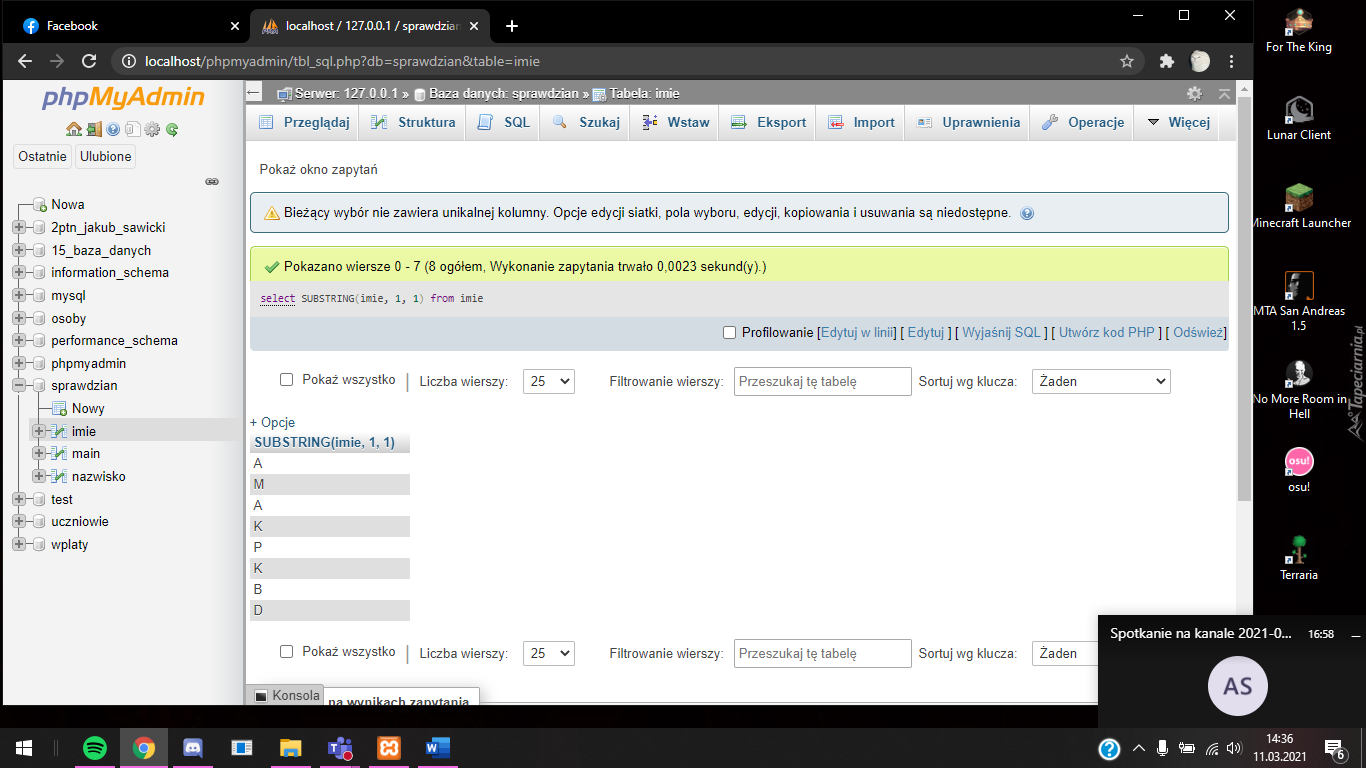 Facebook
localhost / 127.0.0.1 / sprawdzian
localhost/phpmyadmin/tbl_sql.php?db=sprawdzian&table=imie
phpMyAdmin
Ostatnie Ulubione
Nowa
2ptn_jakub_sawicki
15_baza_danych
information_schema
mysql
osoby
performance_schema
phpmyadmin
sprawdzian
Nowy
imie
main
nazwisko
test
uczniowie
wplaty
Serwer: 127.0.0.1 » Baza danych: sprawdzian » Tabela: imie
Przeglądaj Struktura SQL Szukaj Wstaw Eksport Import Uprawnienia Operacje Więcej
Pokaż okno zapytań
Bieżący wybór nie zawiera unikalnej kolumny. Opcje edycji siatki, pola wyboru, edycji, kopiowania i usuwania są niedostępne.
Pokazano wiersze 0 - 7 (8 ogółem, Wykonanie zapytania trwało 0,0023 sekund(y).)
select SUBSTRING(imie, 1, 1) from imie
Profilowanie [Edytuj w linii] [ Edytuj ] [ Wyjaśnij SQL ] [ Utwórz kod PHP ] [ Odśwież]
Pokaż wszystko | Liczba wierszy: 25 Filtrowanie wierszy: Przeszukaj tę tabelę Sortuj wg klucza: Żaden
+ Opcje
SUBSTRING(imie, 1, 1)
A
M
A
K
P
K
B
D
Pokaż wszystko | Liczba wierszy: 25 Filtrowanie wierszy: Przeszukaj tę tabelę Sortuj wg klucza: Żaden
Konsola
na wynikach zapytania
For The King
Lunar Client
Minecraft Launcher
MTA San Andreas
1.5
No More Room in
Hell
osu!
osu!
Terraria
Tapeciarnia.pl
Spotkanie na kanale 2021-0... 16:58
AS
14:36
11.03.2021
6